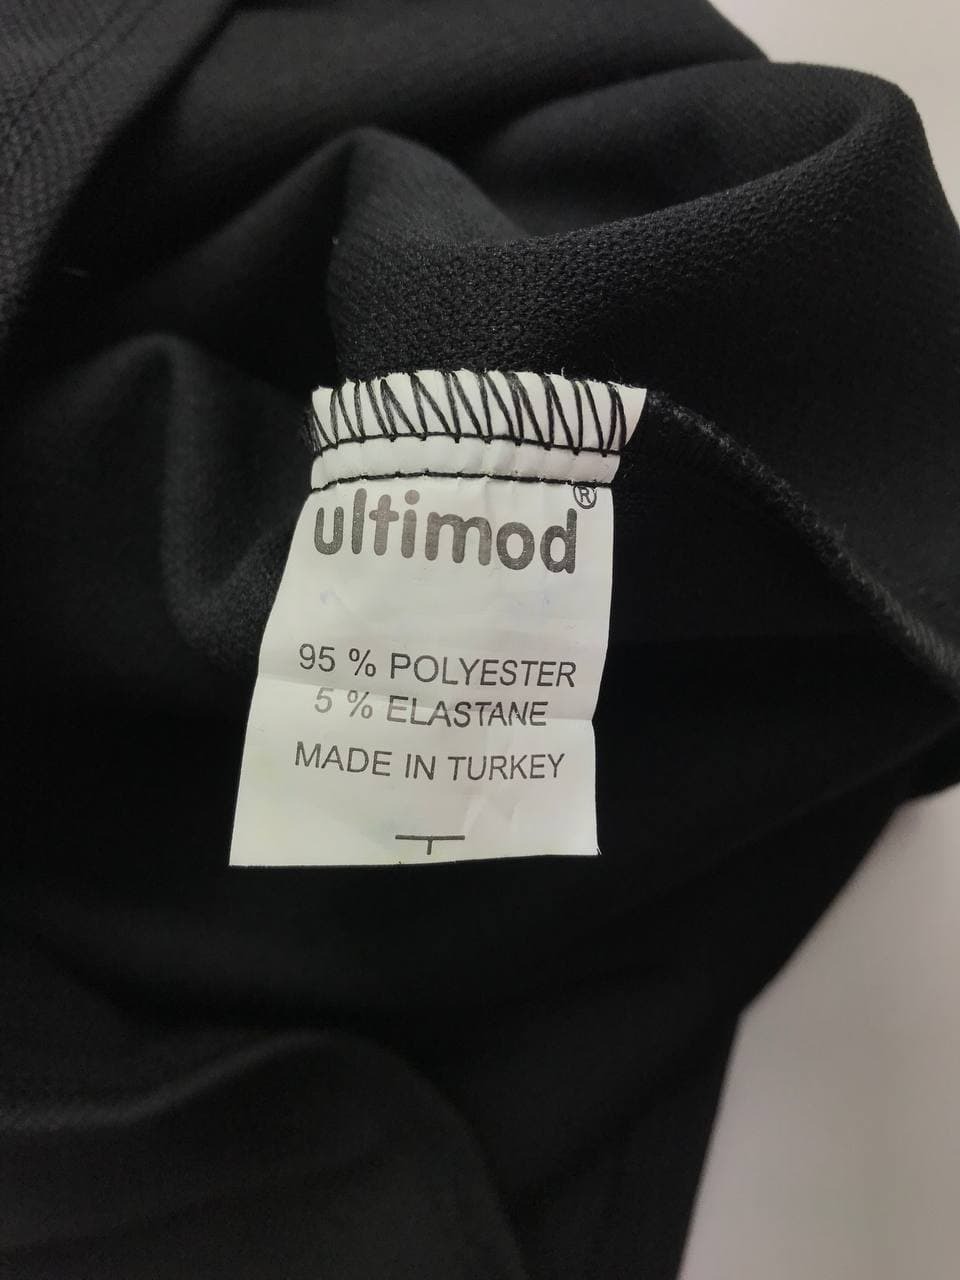 ultimod®
95 % POLYESTER
5 % ELASTANE
MADE IN TURKEY